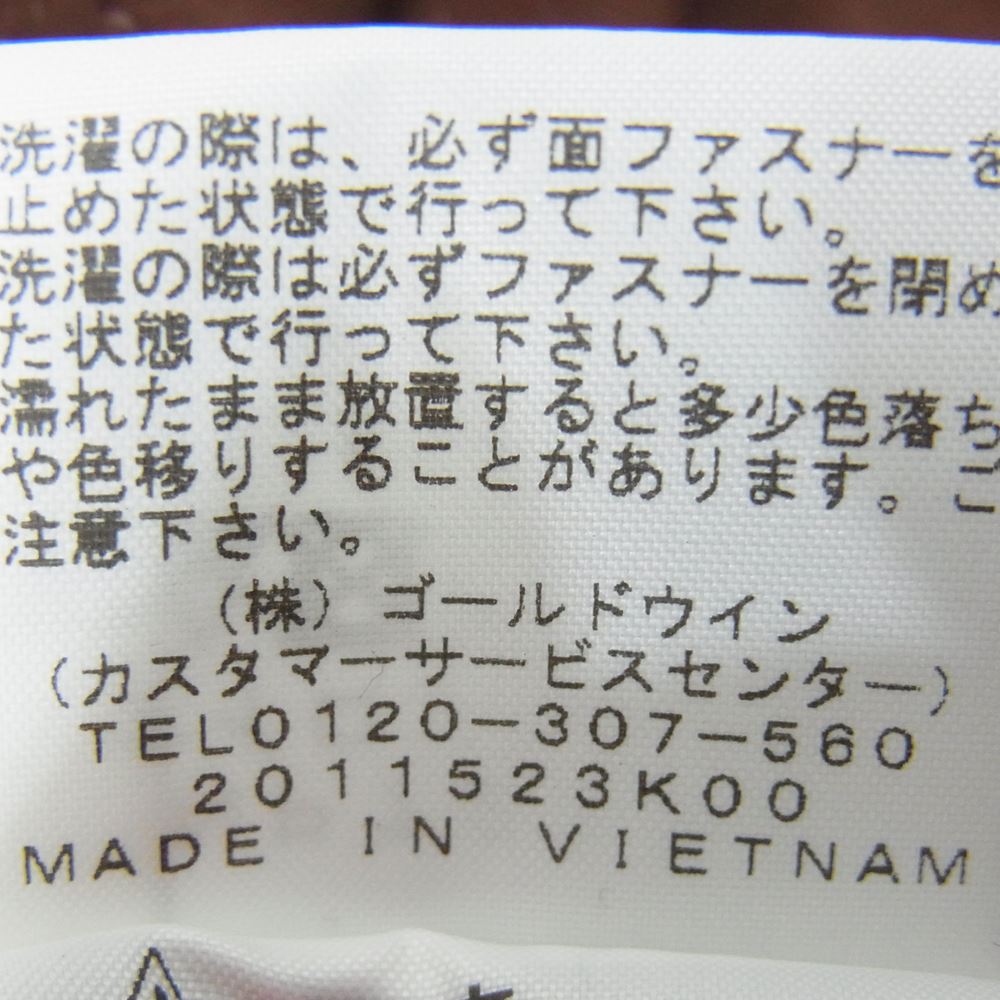 洗濯の際は、必ず面ファスナーを
止めた状態で行って下さい。
洗濯の際は必ずファスナーを閉め
た状態で行って下さい。
濡れたまま放置すると多少色落ち
や色移りすることがあります。ご
注意下さい。
(株) ゴールドウイン
(カスタマーサービスセンター)
TEL0120-307-560
2011523K00
MADE IN VIETNAM